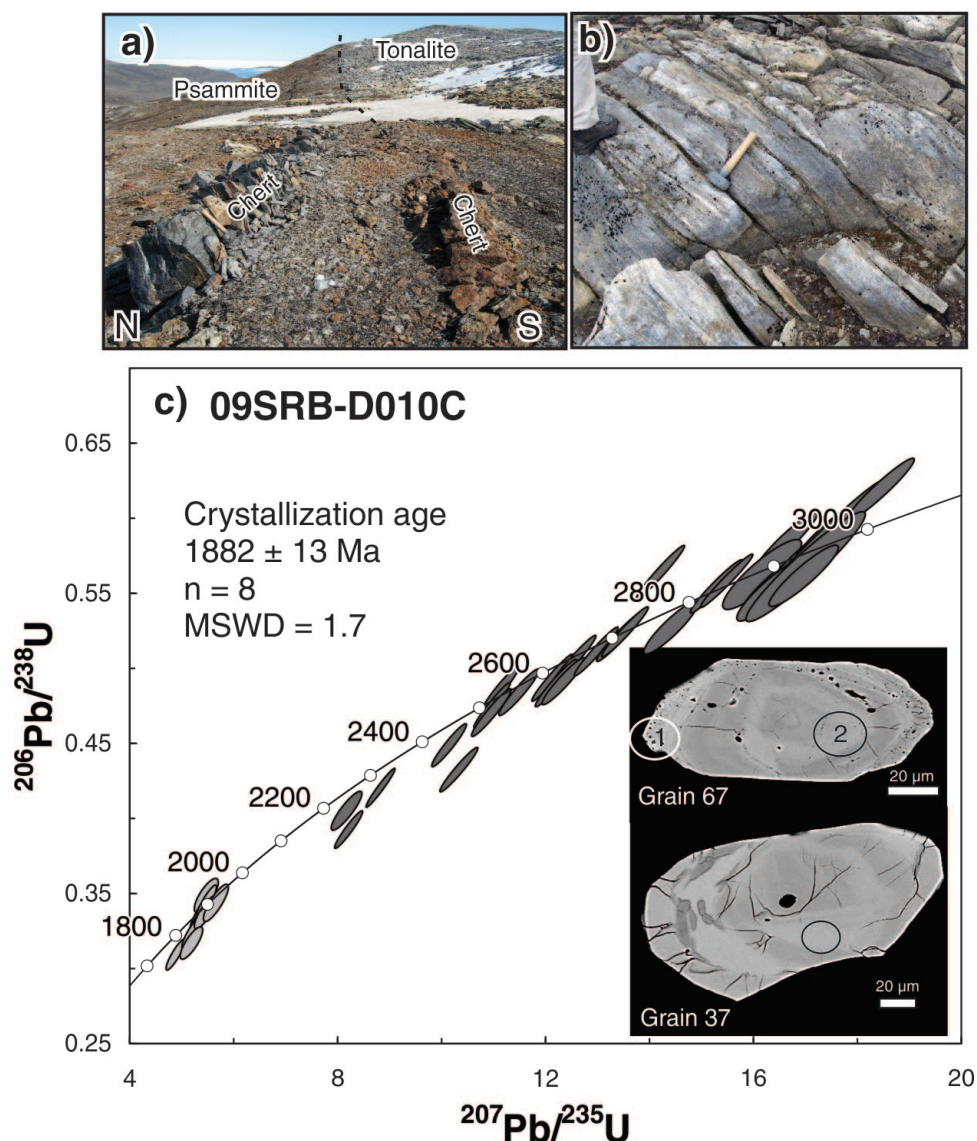 a)
Tonalite
Psammite
Chert
Chert
N
S
b)
c) 09SRB-D010C
Crystallization age
1882 ± 13 Ma
n = 8
MSWD = 1.7
0.65
0.55
0.45
0.35
0.25
²⁰⁶Pb/²³⁸U
3000
2800
2600
2400
2200
2000
1800
1
2
20 µm
Grain 67
20 µm
Grain 37
4
8
12
16
20
²⁰⁷Pb/²³⁵U